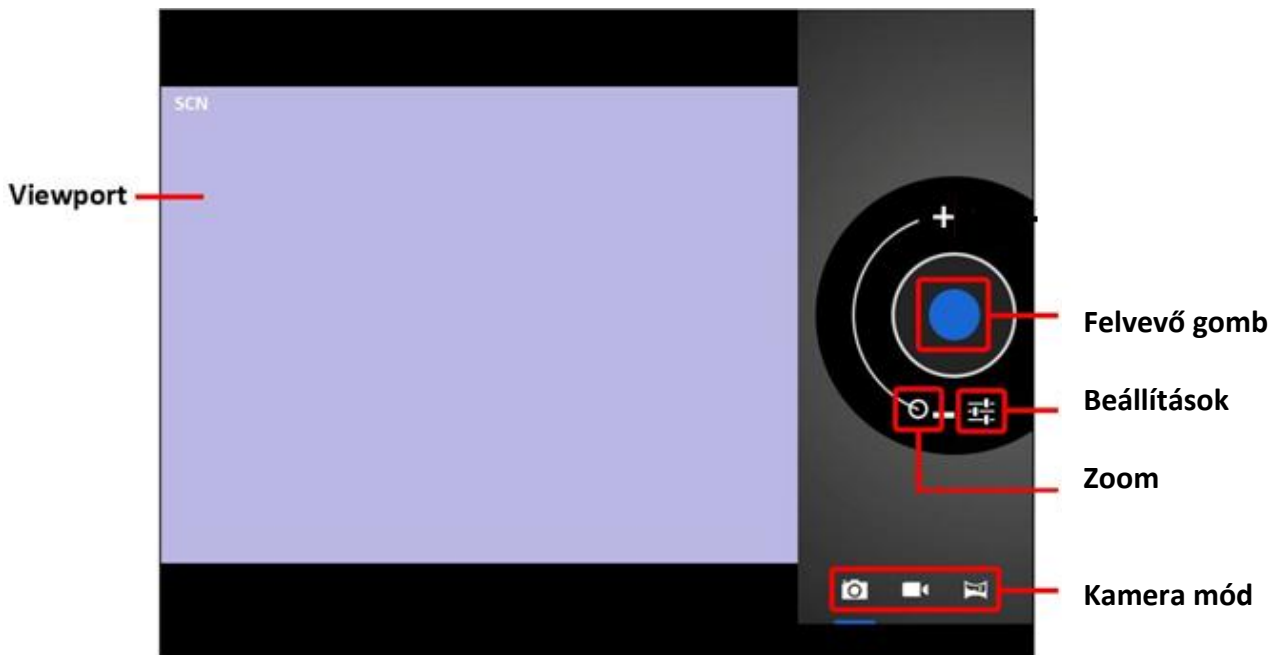 SCN
Viewport
Felvevő gomb
Beállítások
Zoom
Kamera mód